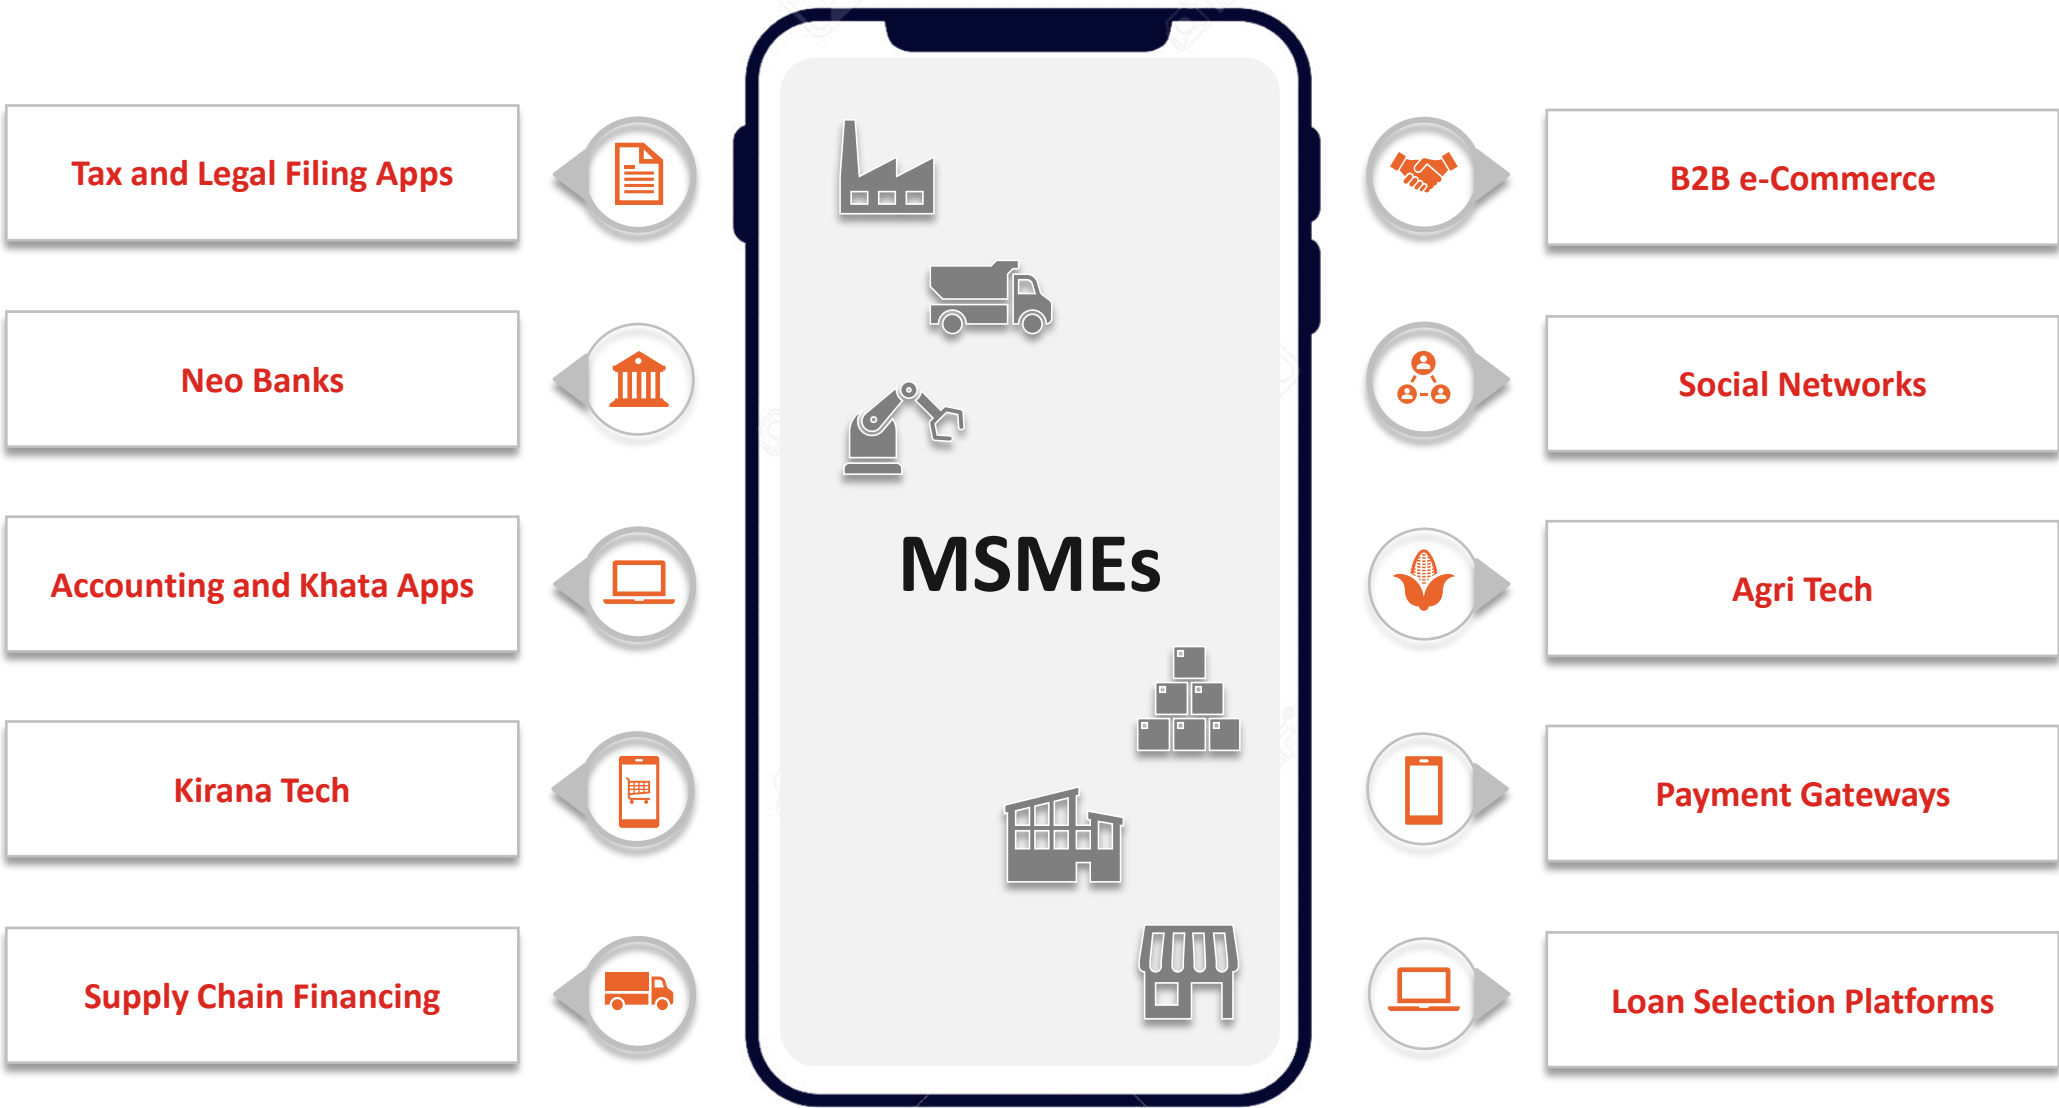 Tax and Legal Filing Apps
Neo Banks
Accounting and Khata Apps
Kirana Tech
Supply Chain Financing
MSMEs
B2B e-Commerce
Social Networks
Agri Tech
Payment Gateways
Loan Selection Platforms